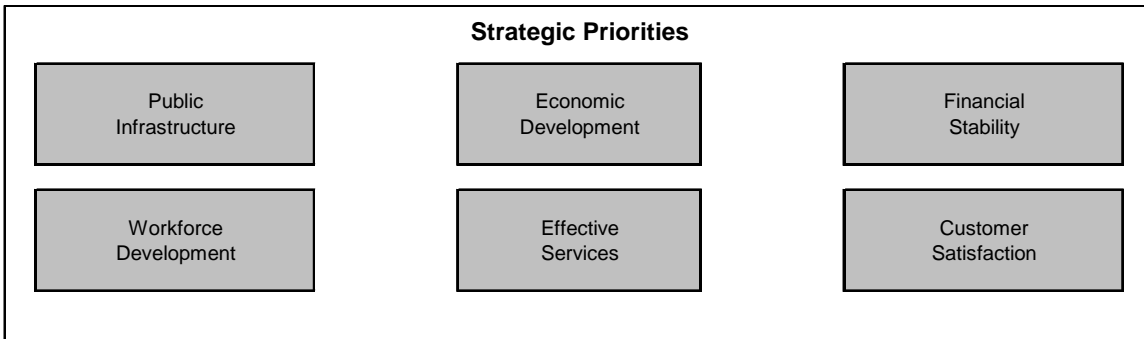 Strategic Priorities
Public
Infrastructure
Economic
Development
Financial
Stability
Workforce
Development
Effective
Services
Customer
Satisfaction